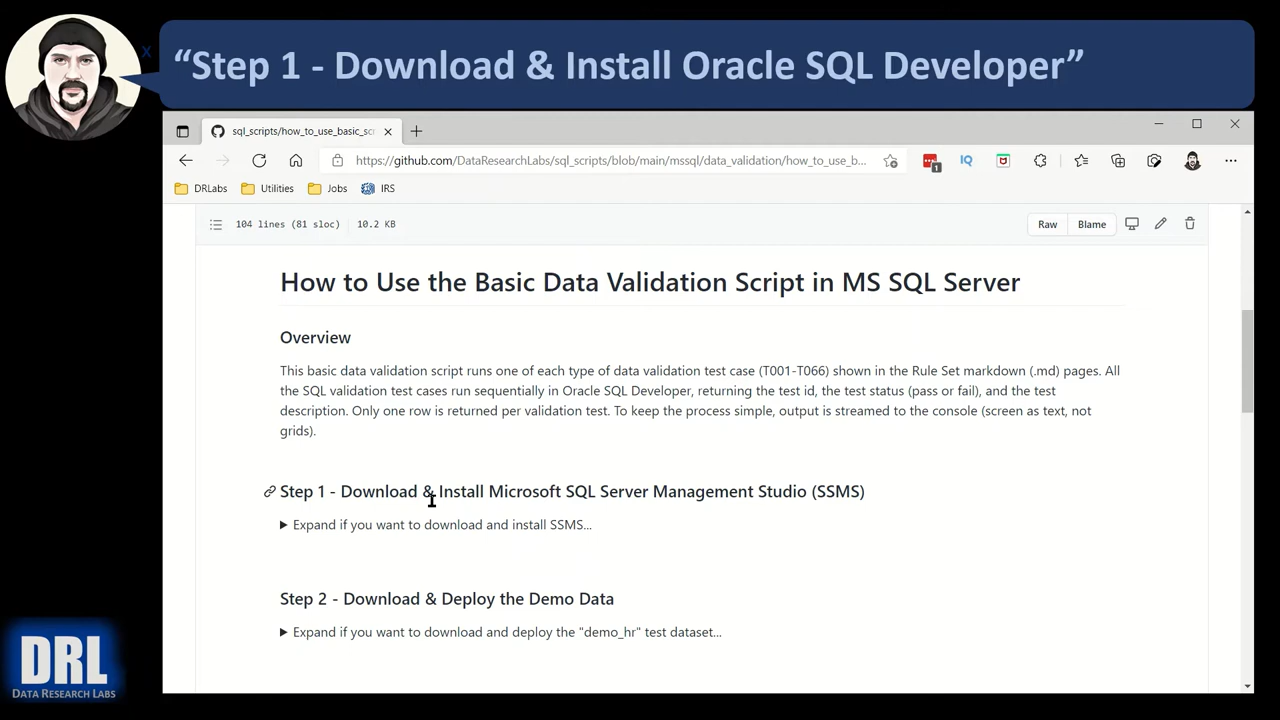 X
“Step 1 - Download & Install Oracle SQL Developer”
sql_scripts/how_to_use_basic_sc
https://github.com/DataResearchLabs/sql_scripts/blob/main/mssql/data_validation/how_to_use_b...
1
IQ
DRLabs
Utilities
Jobs
IRS
104 lines (81 sloc)
10.2 KB
Raw
Blame
How to Use the Basic Data Validation Script in MS SQL Server
Overview
This basic data validation script runs one of each type of data validation test case (T001-T066) shown in the Rule Set markdown (.md) pages. All
the SQL validation test cases run sequentially in Oracle SQL Developer, returning the test id, the test status (pass or fail), and the test
description. Only one row is returned per validation test. To keep the process simple, output is streamed to the console (screen as text, not
grids).
Step 1 - Download & Install Microsoft SQL Server Management Studio (SSMS)
Expand if you want to download and install SSMS...
Step 2 - Download & Deploy the Demo Data
Expand if you want to download and deploy the "demo_hr" test dataset...
DRL
DATA RESEARCH LABS